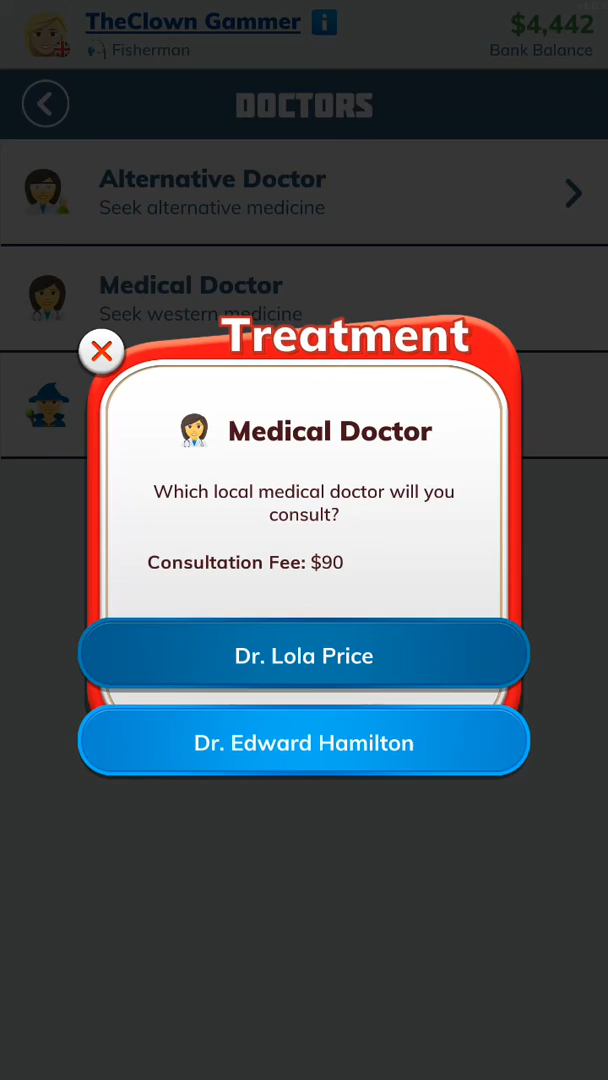 TheClown Gammer
$4,442
Fisherman
Bank Balance
DOCTORS
Alternative Doctor
Seek alternative medicine
Medical Doctor
Seek western medicine
Treatment
Medical Doctor
Which local medical doctor will you
consult?
Consultation Fee: $90
Dr. Lola Price
Dr. Edward Hamilton